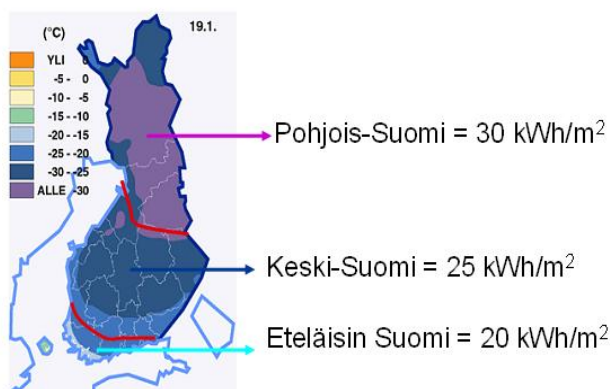 (°C)
19.1.
YLI 0
-5 - 0
-10 - -5
-15 - -10
-20 - -15
-25 - -20
-30 - -25
ALLE -30
Pohjois-Suomi = 30 kWh/m²
Keski-Suomi = 25 kWh/m²
Eteläisin Suomi = 20 kWh/m²